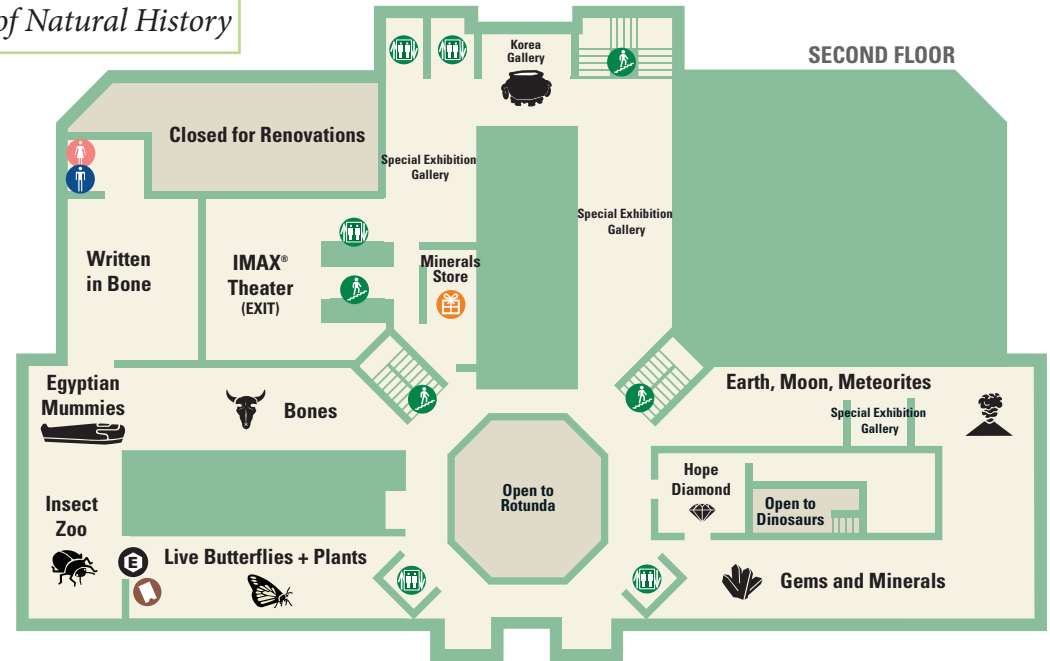 of Natural History
SECOND FLOOR
Korea
Gallery
Closed for Renovations
Special Exhibition
Gallery
Special Exhibition
Gallery
Written
in Bone
IMAX®
Theater
(EXIT)
Minerals
Store
Egyptian
Mummies
Bones
Earth, Moon, Meteorites
Special Exhibition
Gallery
Hope
Diamond
Open to
Rotunda
Open to
Dinosaurs
Insect
Zoo
E
Live Butterflies + Plants
Gems and Minerals